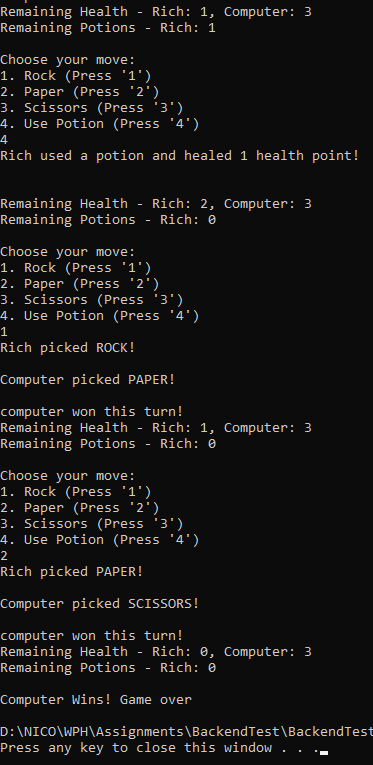 Remaining Health - Rich: 1, Computer: 3
Remaining Potions - Rich: 1
Choose your move:
1. Rock (Press '1')
2. Paper (Press '2')
3. Scissors (Press '3')
4. Use Potion (Press '4')
4
Rich used a potion and healed 1 health point!
Remaining Health - Rich: 2, Computer: 3
Remaining Potions - Rich: 0
Choose your move:
1. Rock (Press '1')
2. Paper (Press '2')
3. Scissors (Press '3')
4. Use Potion (Press '4')
1
Rich picked ROCK!
Computer picked PAPER!
computer won this turn!
Remaining Health - Rich: 1, Computer: 3
Remaining Potions - Rich: 0
Choose your move:
1. Rock (Press '1')
2. Paper (Press '2')
3. Scissors (Press '3')
4. Use Potion (Press '4')
2
Rich picked PAPER!
Computer picked SCISSORS!
computer won this turn!
Remaining Health - Rich: 0, Computer: 3
Remaining Potions - Rich: 0
Computer Wins! Game over
D:\NICO\WPH\Assignments\BackendTest\BackendTest
Press any key to close this window . . .